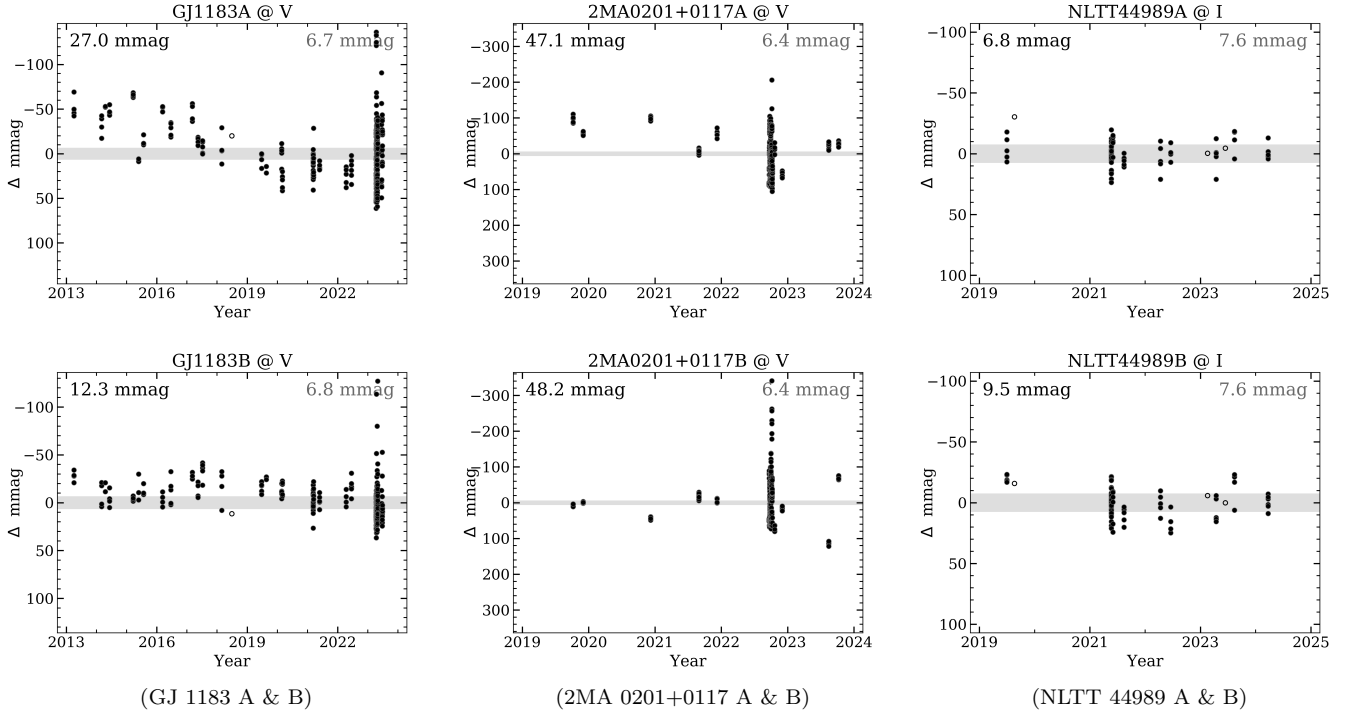 GJ1183A @ V
27.0 mmag 6.7 mmag
−100
−50
0
50
100
Δ mmag
2013 2016 2019 2022
Year
2MA0201+0117A @ V
47.1 mmag 6.4 mmag
−300
−200
−100
0
100
200
300
Δ mmag
2019 2020 2021 2022 2023 2024
Year
NLTT44989A @ I
6.8 mmag 7.6 mmag
−100
−50
0
50
100
Δ mmag
2019 2021 2023 2025
Year
GJ1183B @ V
12.3 mmag 6.8 mmag
−100
−50
0
50
100
Δ mmag
2013 2016 2019 2022
Year
(GJ 1183 A & B)
2MA0201+0117B @ V
48.2 mmag 6.4 mmag
−300
−200
−100
0
100
200
300
Δ mmag
2019 2020 2021 2022 2023 2024
Year
(2MA 0201+0117 A & B)
NLTT44989B @ I
9.5 mmag 7.6 mmag
−100
−50
0
50
100
Δ mmag
2019 2021 2023 2025
Year
(NLTT 44989 A & B)